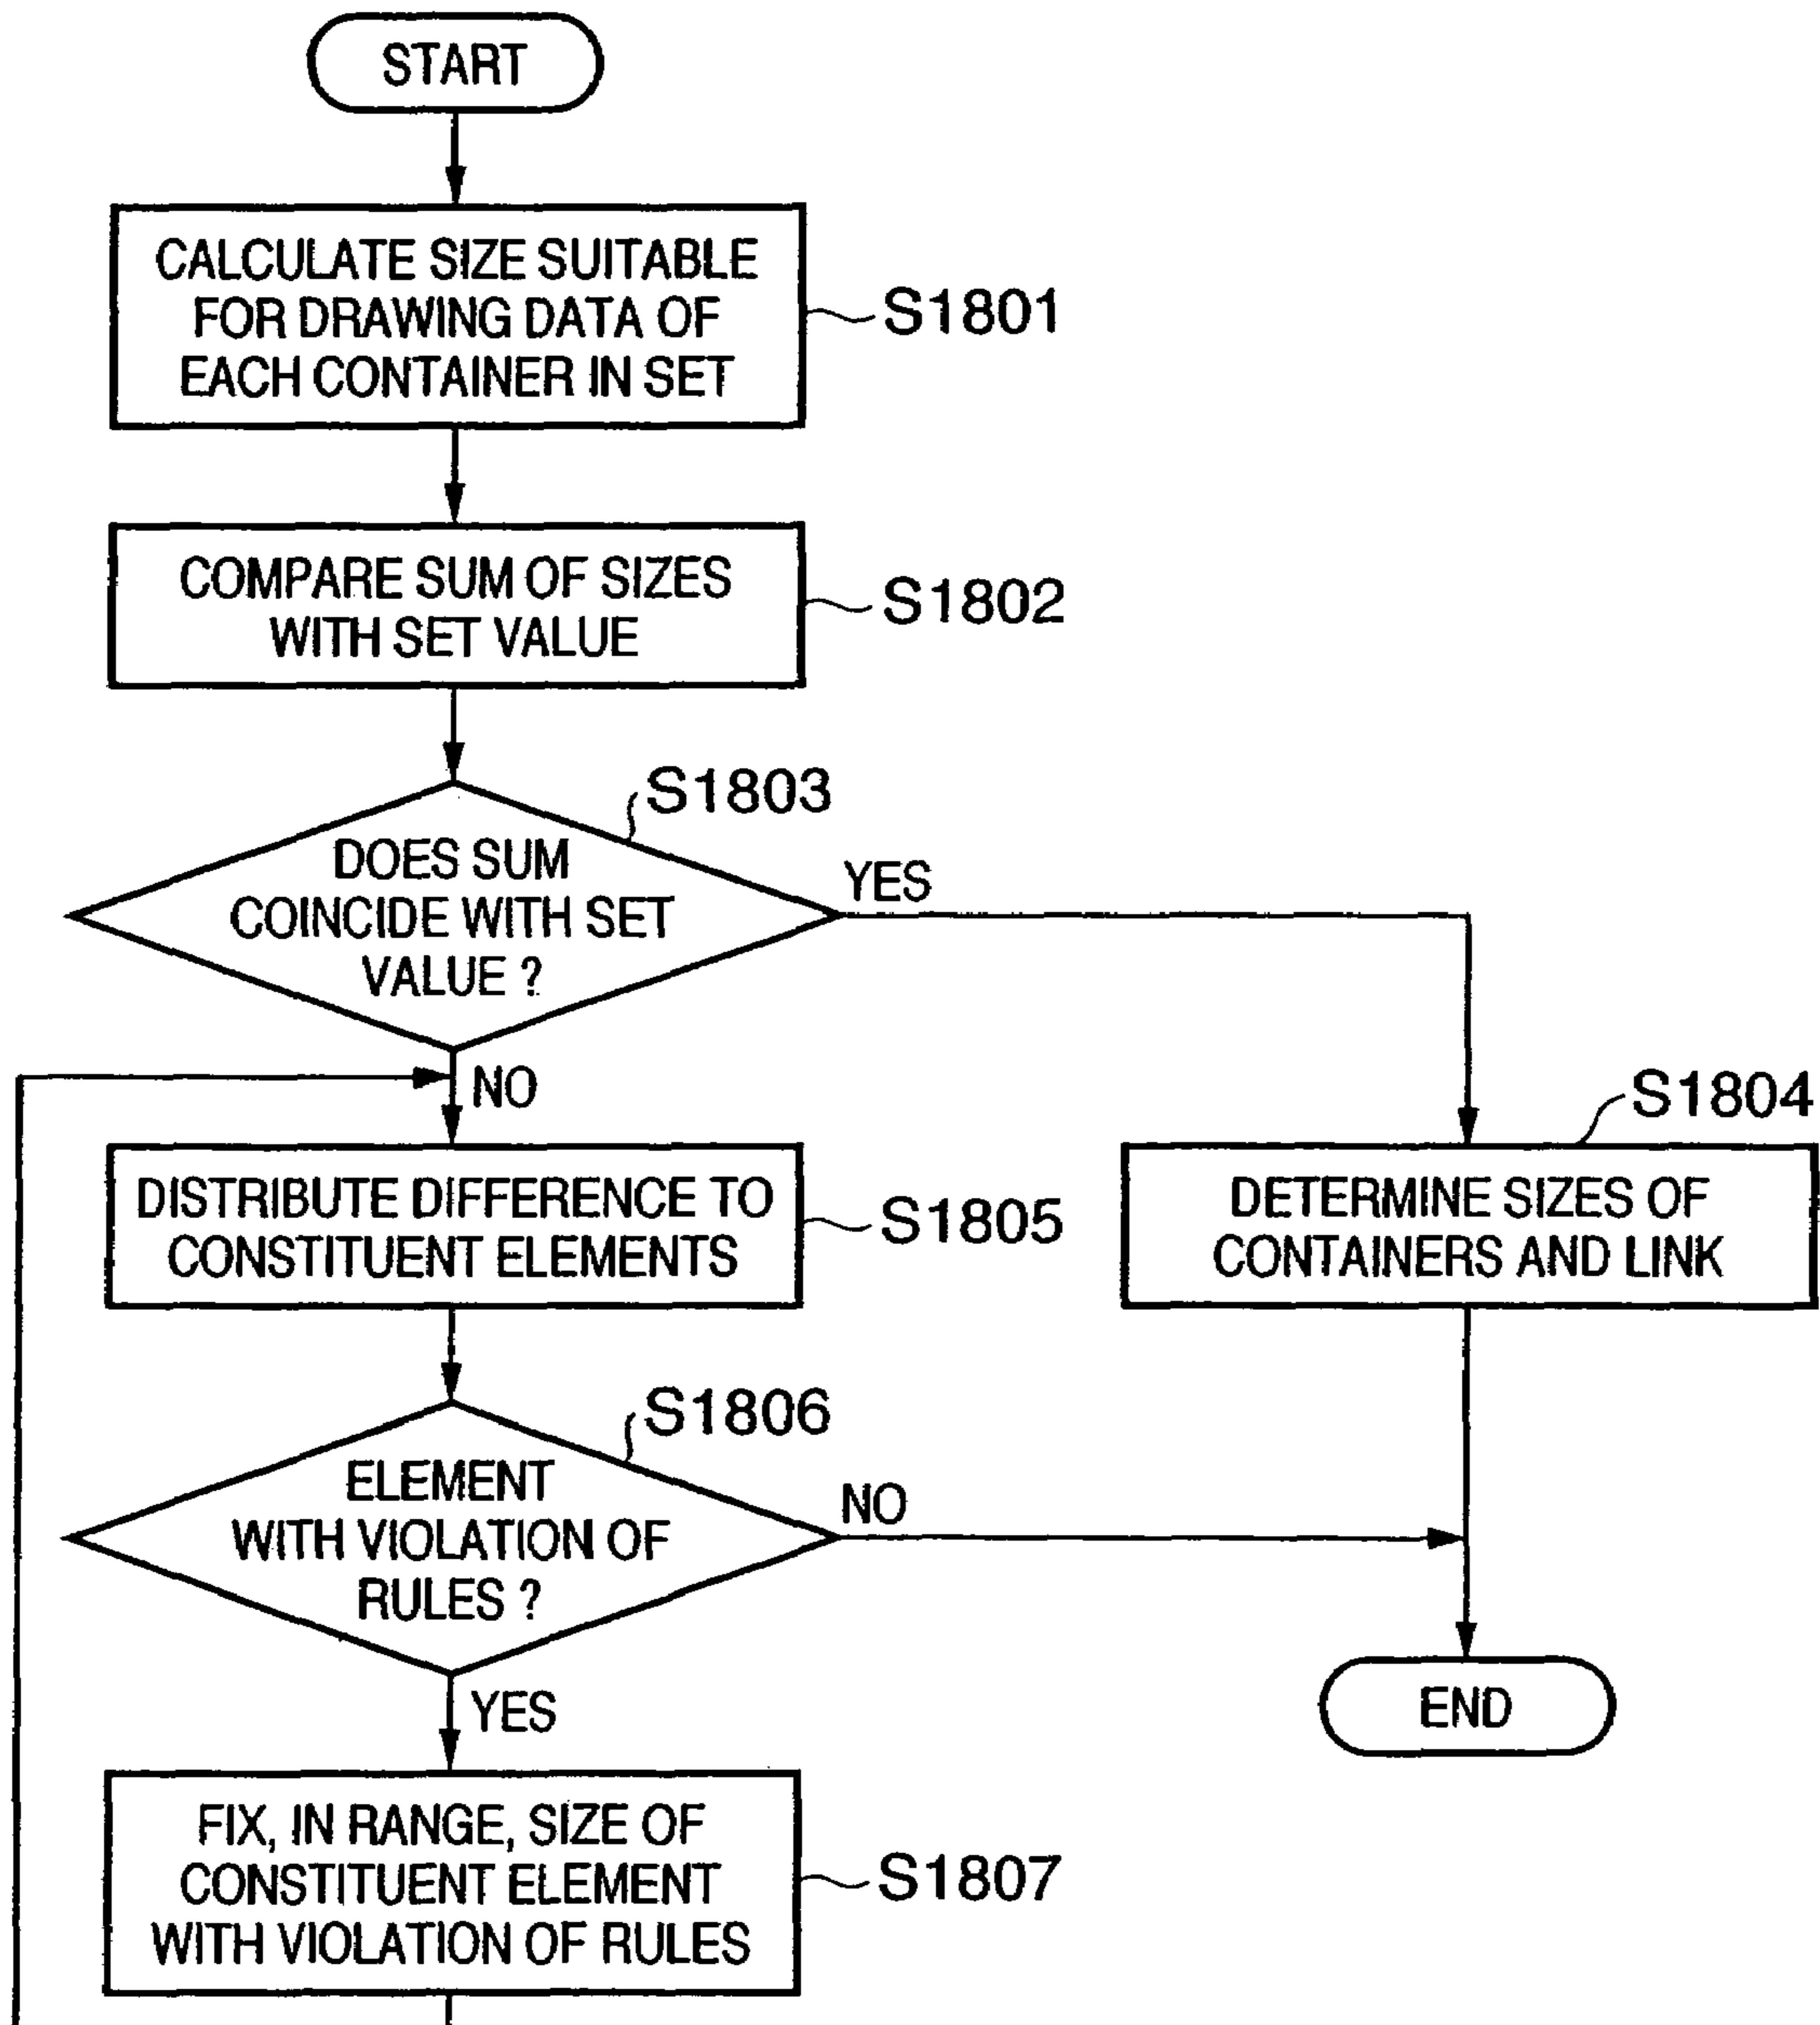 START
CALCULATE SIZE SUITABLE
FOR DRAWING DATA OF
EACH CONTAINER IN SET
S1801
COMPARE SUM OF SIZES
WITH SET VALUE
S1802
S1803
DOES SUM
COINCIDE WITH SET
VALUE ?
YES
NO
S1804
DISTRIBUTE DIFFERENCE TO
CONSTITUENT ELEMENTS
S1805
DETERMINE SIZES OF
CONTAINERS AND LINK
S1806
ELEMENT
WITH VIOLATION OF
RULES ?
NO
YES
END
FIX, IN RANGE, SIZE OF
CONSTITUENT ELEMENT
WITH VIOLATION OF RULES
S1807